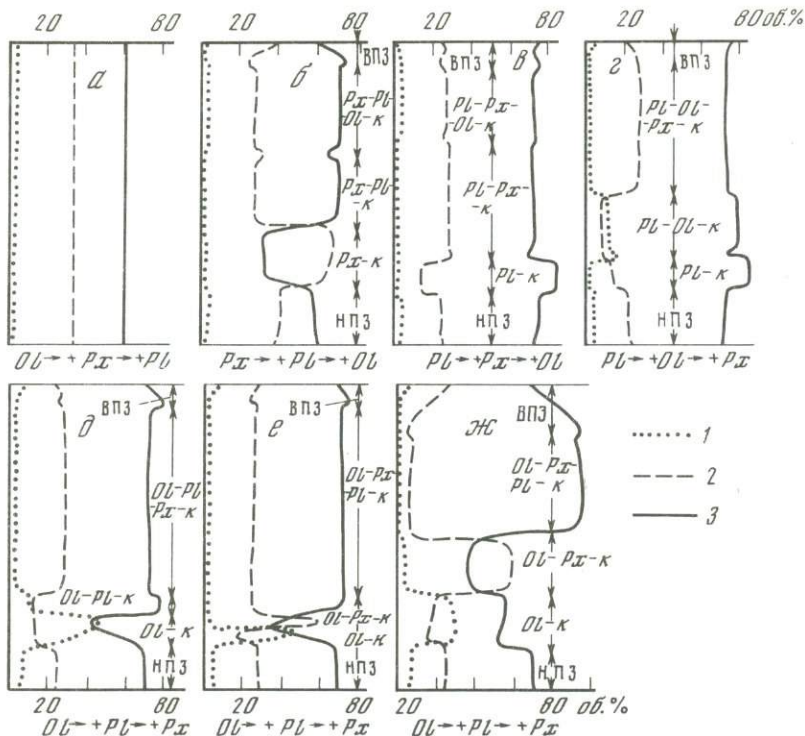 20 80 20 80 20 80 20 80 об.%
а
б
ВПЗ
Px-Pl-
Ol-к
Px-Pl-
-к
Px-к
НПЗ
в
ВПЗ
Pl-Px-
-Ol-к
Pl-Px-
-к
Pl-к
НПЗ
г
ВПЗ
Pl-Ol-
-Px-к
Pl-Ol-к
Pl-к
НПЗ
Ol→+Px→+Pl
Px→+Pl→+Ol
Pl→+Px→+Ol
Pl→+Ol→+Px
д
ВПЗ
Ol-Pl-
-Px-к
Ol-Pl-к
Ol-к
НПЗ
е
ВПЗ
Ol-Px-
-Pl-к
Ol-Px-к
Ol-к
НПЗ
ж
ВПЗ
Ol-Px-
Pl-к
Ol-Px-к
Ol-к
НПЗ
1
2
3
20 80 20 80 20 80 об.%
Ol→+Pl→+Px
Ol→+Pl→+Px
Ol→+Pl→+Px